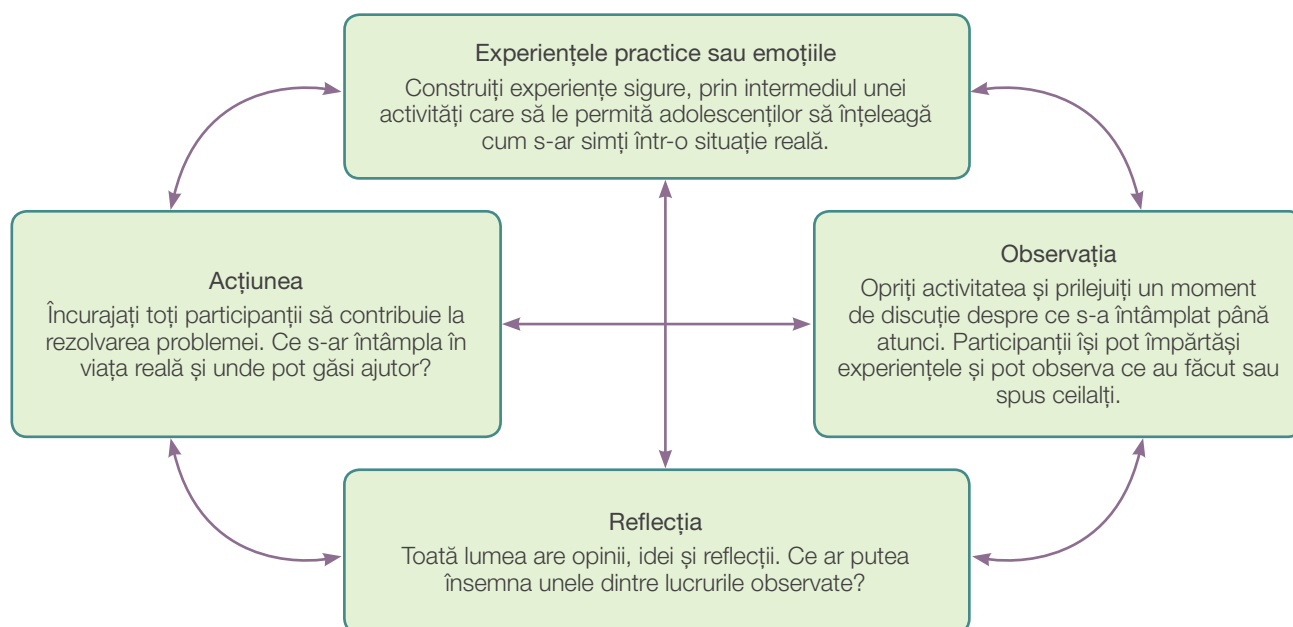 Experiențele practice sau emoțiile
Construiți experiențe sigure, prin intermediul unei
activități care să le permită adolescenților să înțeleagă
cum s-ar simți într-o situație reală.
Acțiunea
Încurajați toți participanții să contribuie la
rezolvarea problemei. Ce s-ar întâmpla în
viața reală și unde pot găsi ajutor?
Observația
Opriți activitatea și prilejuiți un moment
de discuție despre ce s-a întâmplat până
atunci. Participanții își pot împărtăși
experiențele și pot observa ce au făcut sau
spus ceilalți.
Reflecția
Toată lumea are opinii, idei și reflecții. Ce ar putea
însemna unele dintre lucrurile observate?